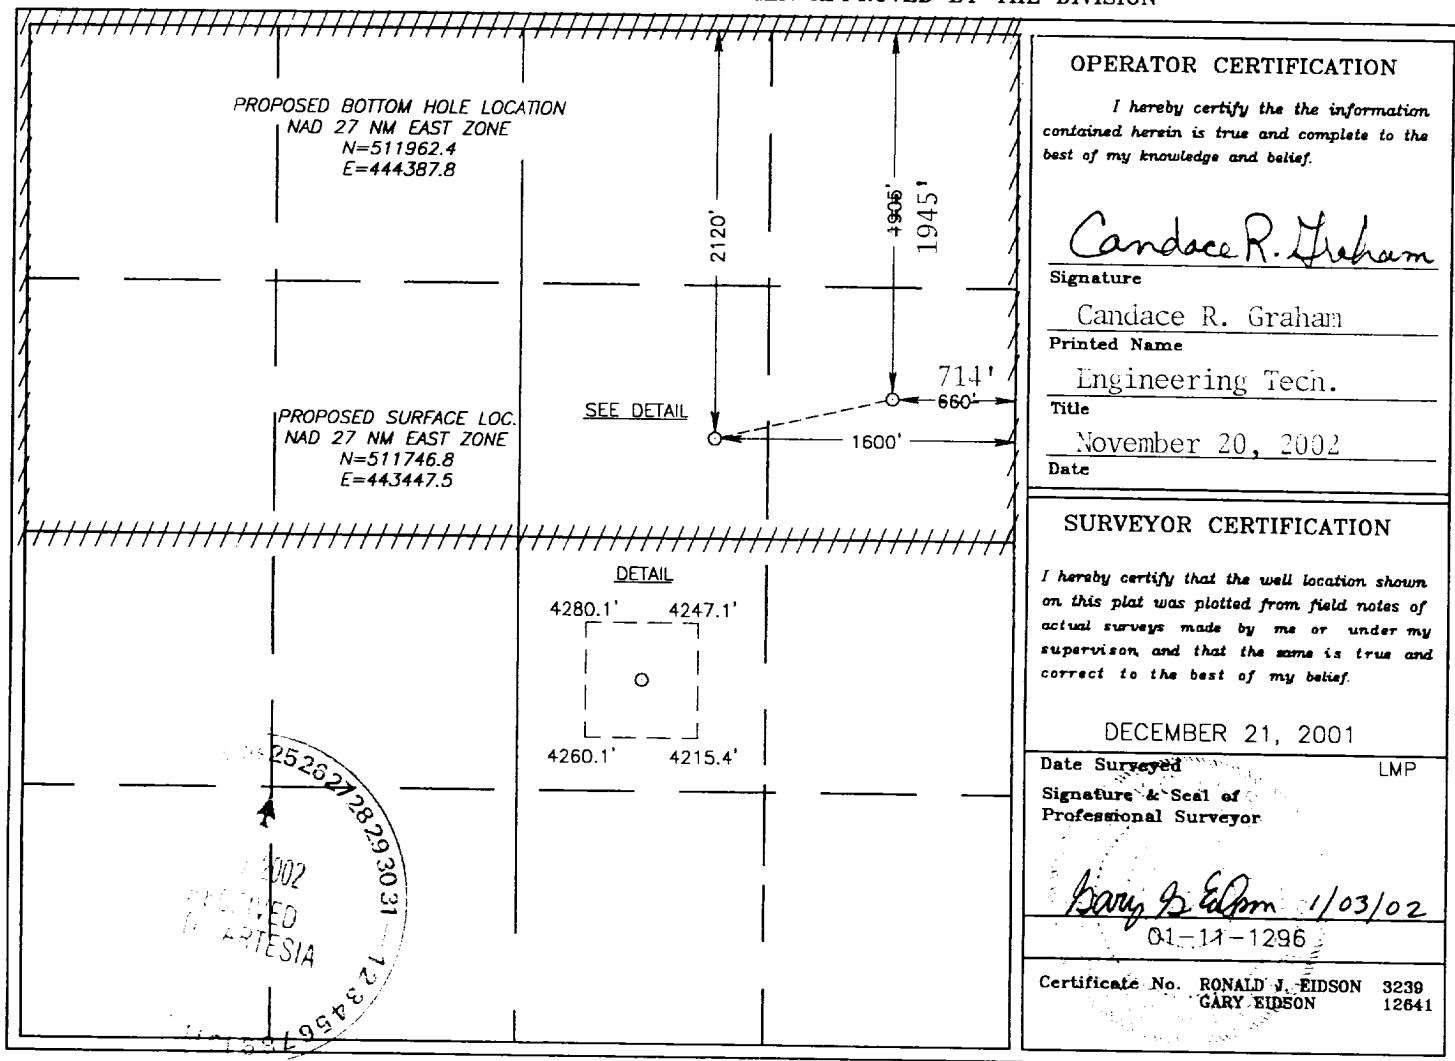 APPROVED BY THE DIVISION
PROPOSED BOTTOM HOLE LOCATION
NAD 27 NM EAST ZONE
N=511962.4
E=444387.8
2120'
1945'
714'
660'
1600'
SEE DETAIL
PROPOSED SURFACE LOC.
NAD 27 NM EAST ZONE
N=511746.8
E=443447.5
DETAIL
4280.1' 4247.1'
4260.1' 4215.4'
25262728293031
2002
ARTESIA
12345678
OPERATOR CERTIFICATION
I hereby certify the the information
contained herein is true and complete to the
best of my knowledge and belief.
Candace R. Graham
Signature
Candace R. Graham
Printed Name
Engineering Tech.
Title
November 20, 2002
Date
SURVEYOR CERTIFICATION
I hereby certify that the well location shown
on this plat was plotted from field notes of
actual surveys made by me or under my
supervison, and that the same is true and
correct to the best of my belief.
DECEMBER 21, 2001
Date Surveyed LMP
Signature & Seal of
Professional Surveyor
Gary G Eidson 1/03/02
01-11-1296
Certificate No. RONALD J. EIDSON 3239
GARY EIDSON 12641